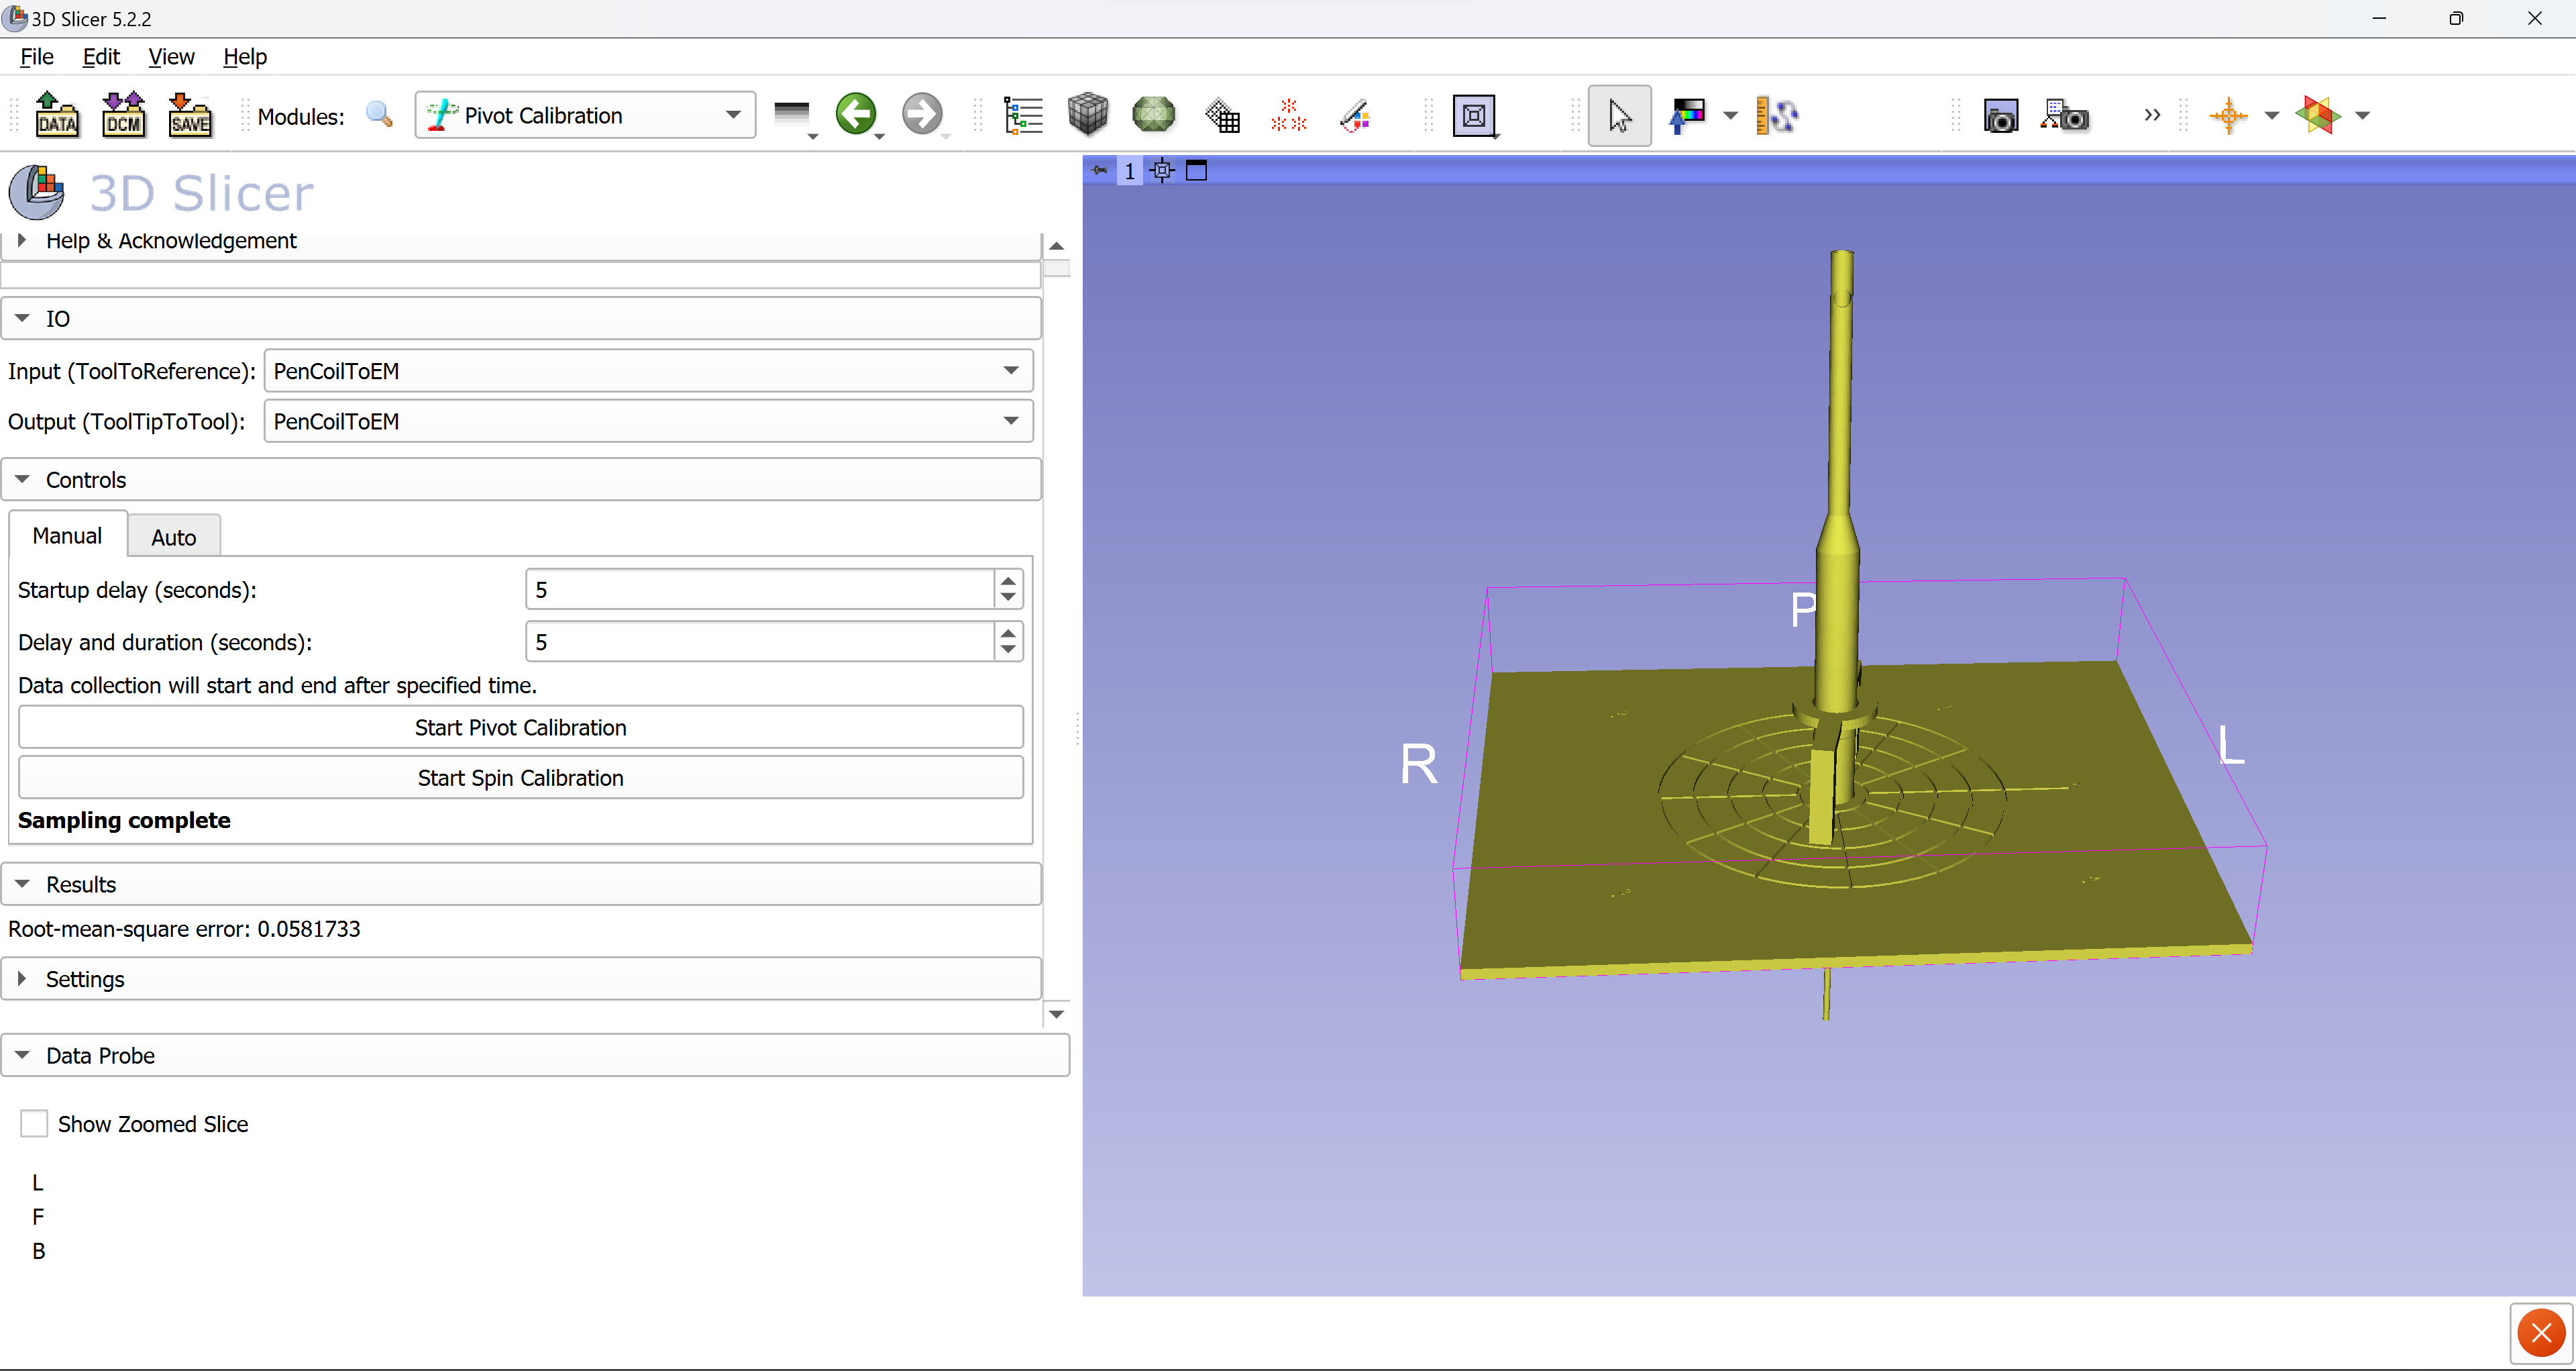 3D Slicer 5.2.2
File Edit View Help
DATA DCM SAVE Modules: Pivot Calibration
1
3D Slicer
Help & Acknowledgement
IO
Input (ToolToReference): PenCoilToEM
Output (ToolTipToTool): PenCoilToEM
Controls
Manual Auto
Startup delay (seconds): 5
Delay and duration (seconds): 5
Data collection will start and end after specified time.
Start Pivot Calibration
Start Spin Calibration
Sampling complete
Results
Root-mean-square error: 0.0581733
Settings
Data Probe
Show Zoomed Slice
L
F
B
P
R
L